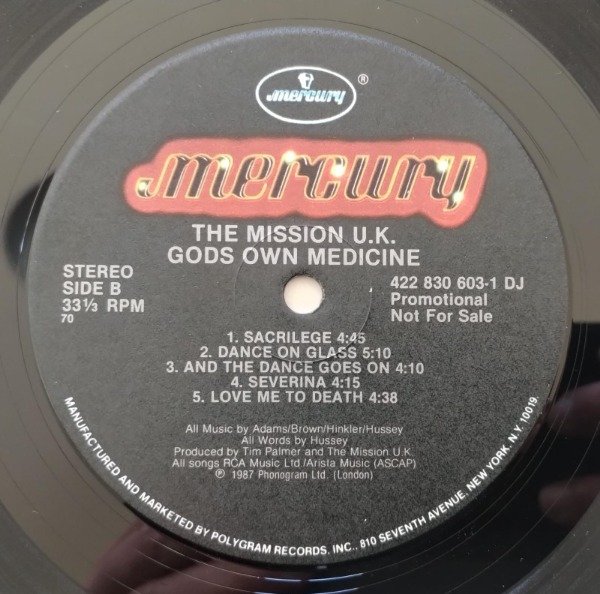 mercury ®
mercury
THE MISSION U.K.
GODS OWN MEDICINE
STEREO
SIDE B
33⅓ RPM
70
422 830 603-1 DJ
Promotional
Not For Sale
1. SACRILEGE 4:45
2. DANCE ON GLASS 5:10
3. AND THE DANCE GOES ON 4:10
4. SEVERINA 4:15
5. LOVE ME TO DEATH 4:38
All Music by Adams/Brown/Hinkler/Hussey
All Words by Hussey
Produced by Tim Palmer and The Mission U.K.
All songs RCA Music Ltd./Arista Music (ASCAP)
℗ 1987 Phonogram Ltd. (London)
MANUFACTURED AND MARKETED BY POLYGRAM RECORDS, INC., 810 SEVENTH AVENUE, NEW YORK, N.Y. 10019